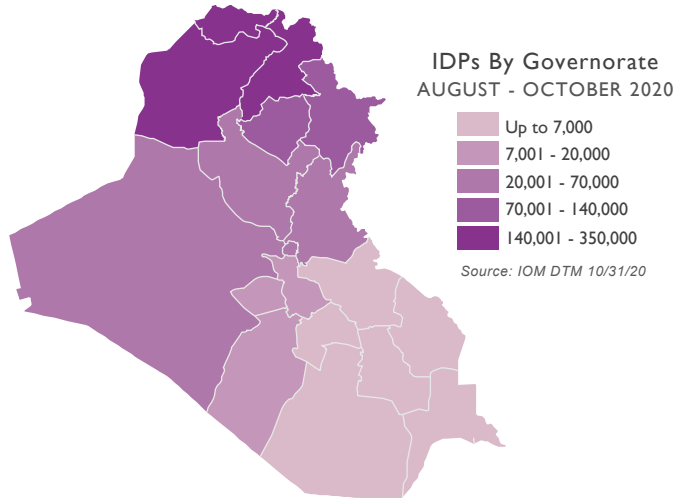 IDPs By Governorate
AUGUST - OCTOBER 2020
Up to 7,000
7,001 - 20,000
20,001 - 70,000
70,001 - 140,000
140,001 - 350,000
Source: IOM DTM 10/31/20